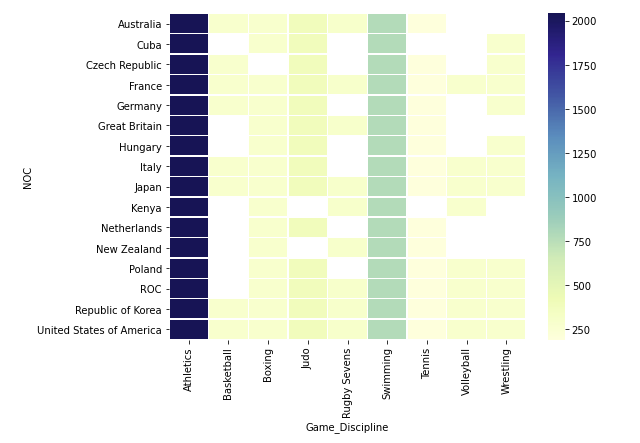 NOC
Australia
Cuba
Czech Republic
France
Germany
Great Britain
Hungary
Italy
Japan
Kenya
Netherlands
New Zealand
Poland
ROC
Republic of Korea
United States of America
Athletics
Basketball
Boxing
Judo
Rugby Sevens
Swimming
Tennis
Volleyball
Wrestling
Game_Discipline
2000
1750
1500
1250
1000
750
500
250